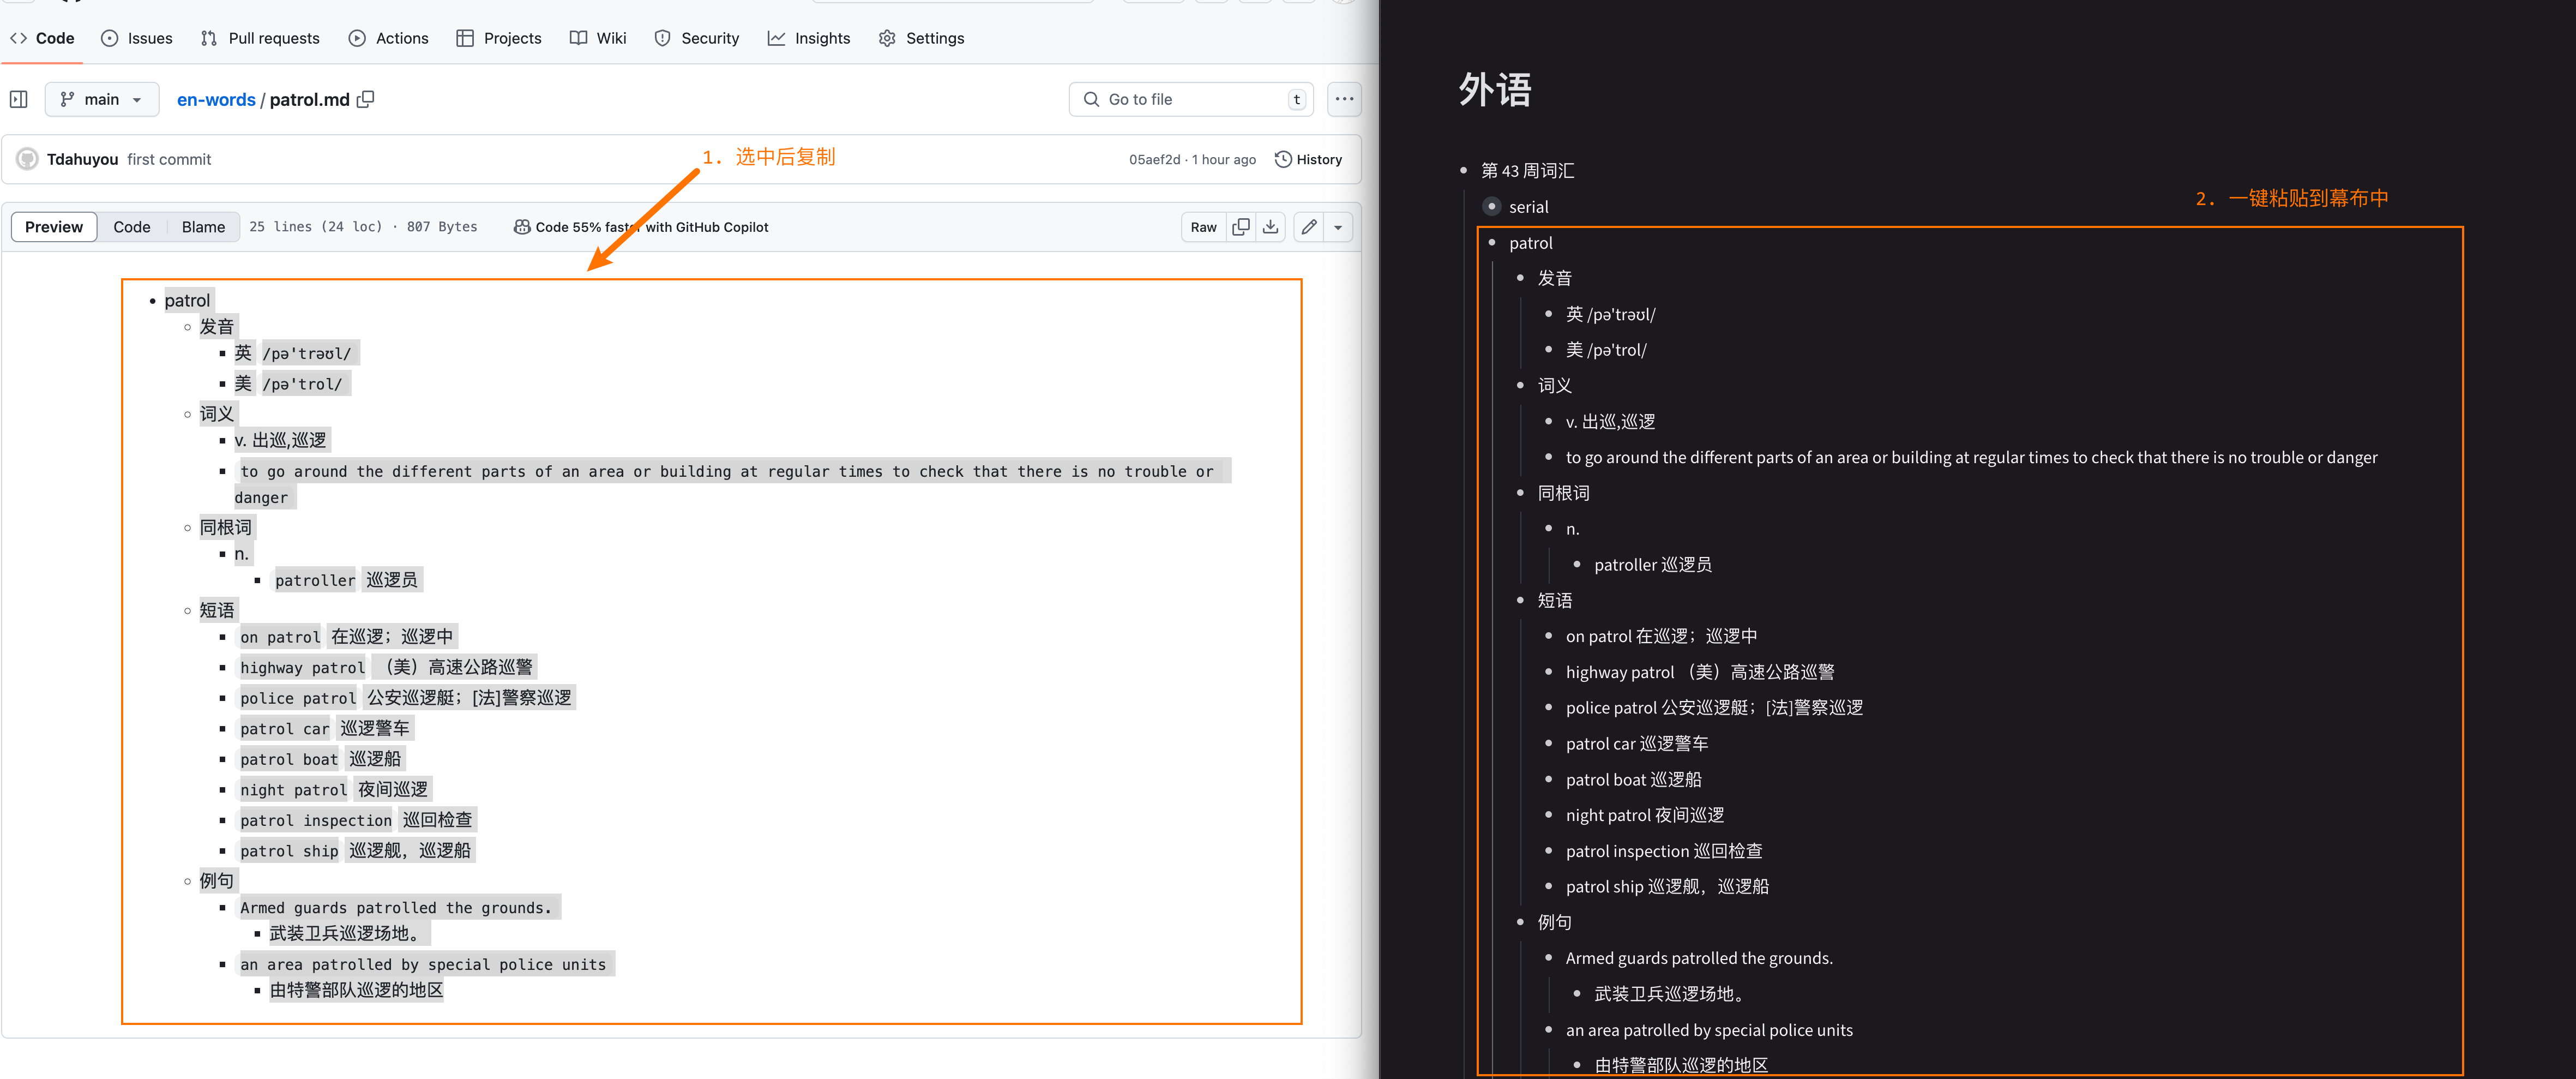 Code
Issues
Pull requests
Actions
Projects
Wiki
Security
Insights
Settings
main
en-words / patrol.md
Go to file
t
Tdahuyou first commit
05aef2d · 1 hour ago
History
1. 选中后复制
Preview
Code
Blame
25 lines (24 loc) · 807 Bytes
Code 55% faster with GitHub Copilot
Raw
patrol
发音
英 /pə'trəʊl/
美 /pə'trol/
词义
v. 出巡,巡逻
to go around the different parts of an area or building at regular times to check that there is no trouble or
danger
同根词
n.
patroller 巡逻员
短语
on patrol 在巡逻；巡逻中
highway patrol （美）高速公路巡警
police patrol 公安巡逻艇；[法]警察巡逻
patrol car 巡逻警车
patrol boat 巡逻船
night patrol 夜间巡逻
patrol inspection 巡回检查
patrol ship 巡逻舰，巡逻船
例句
Armed guards patrolled the grounds.
武装卫兵巡逻场地。
an area patrolled by special police units
由特警部队巡逻的地区
外语
第 43 周词汇
serial
2. 一键粘贴到幕布中
patrol
发音
英 /pə'trəʊl/
美 /pə'trol/
词义
v. 出巡,巡逻
to go around the different parts of an area or building at regular times to check that there is no trouble or danger
同根词
n.
patroller 巡逻员
短语
on patrol 在巡逻；巡逻中
highway patrol （美）高速公路巡警
police patrol 公安巡逻艇；[法]警察巡逻
patrol car 巡逻警车
patrol boat 巡逻船
night patrol 夜间巡逻
patrol inspection 巡回检查
patrol ship 巡逻舰，巡逻船
例句
Armed guards patrolled the grounds.
武装卫兵巡逻场地。
an area patrolled by special police units
由特警部队巡逻的地区